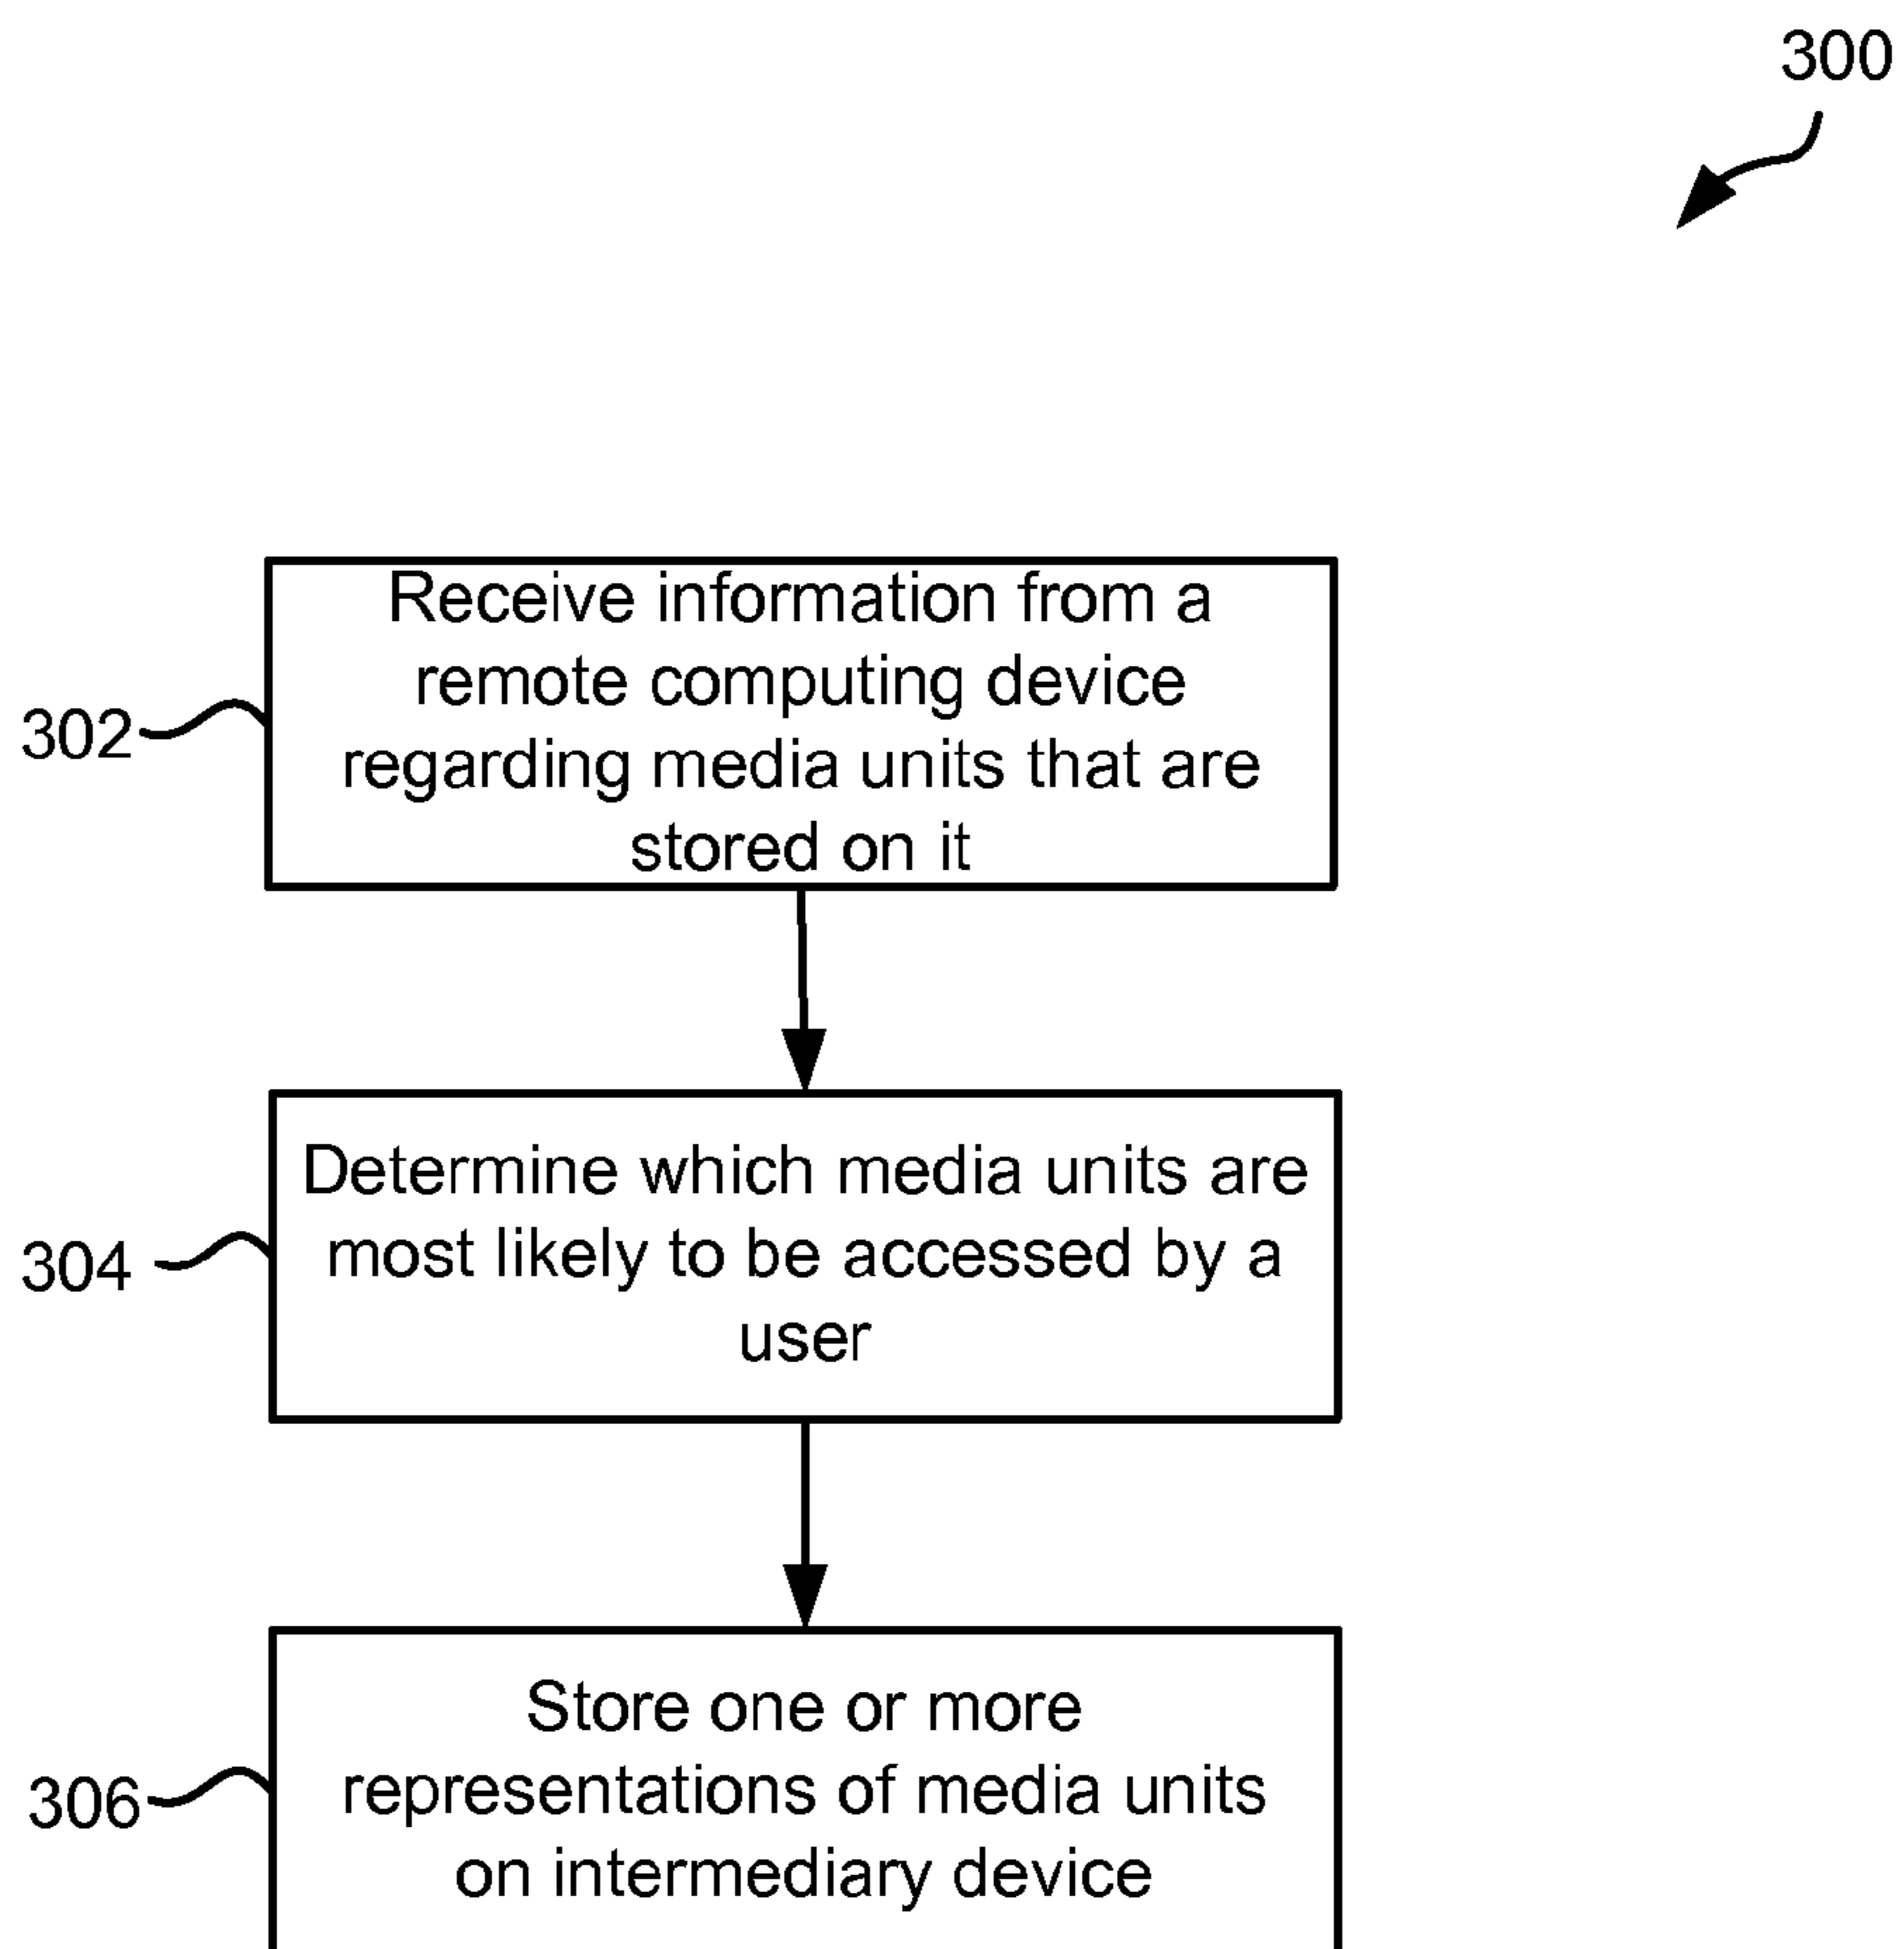 300
Receive information from a
remote computing device
regarding media units that are
stored on it
302
Determine which media units are
most likely to be accessed by a
user
304
Store one or more
representations of media units
on intermediary device
306